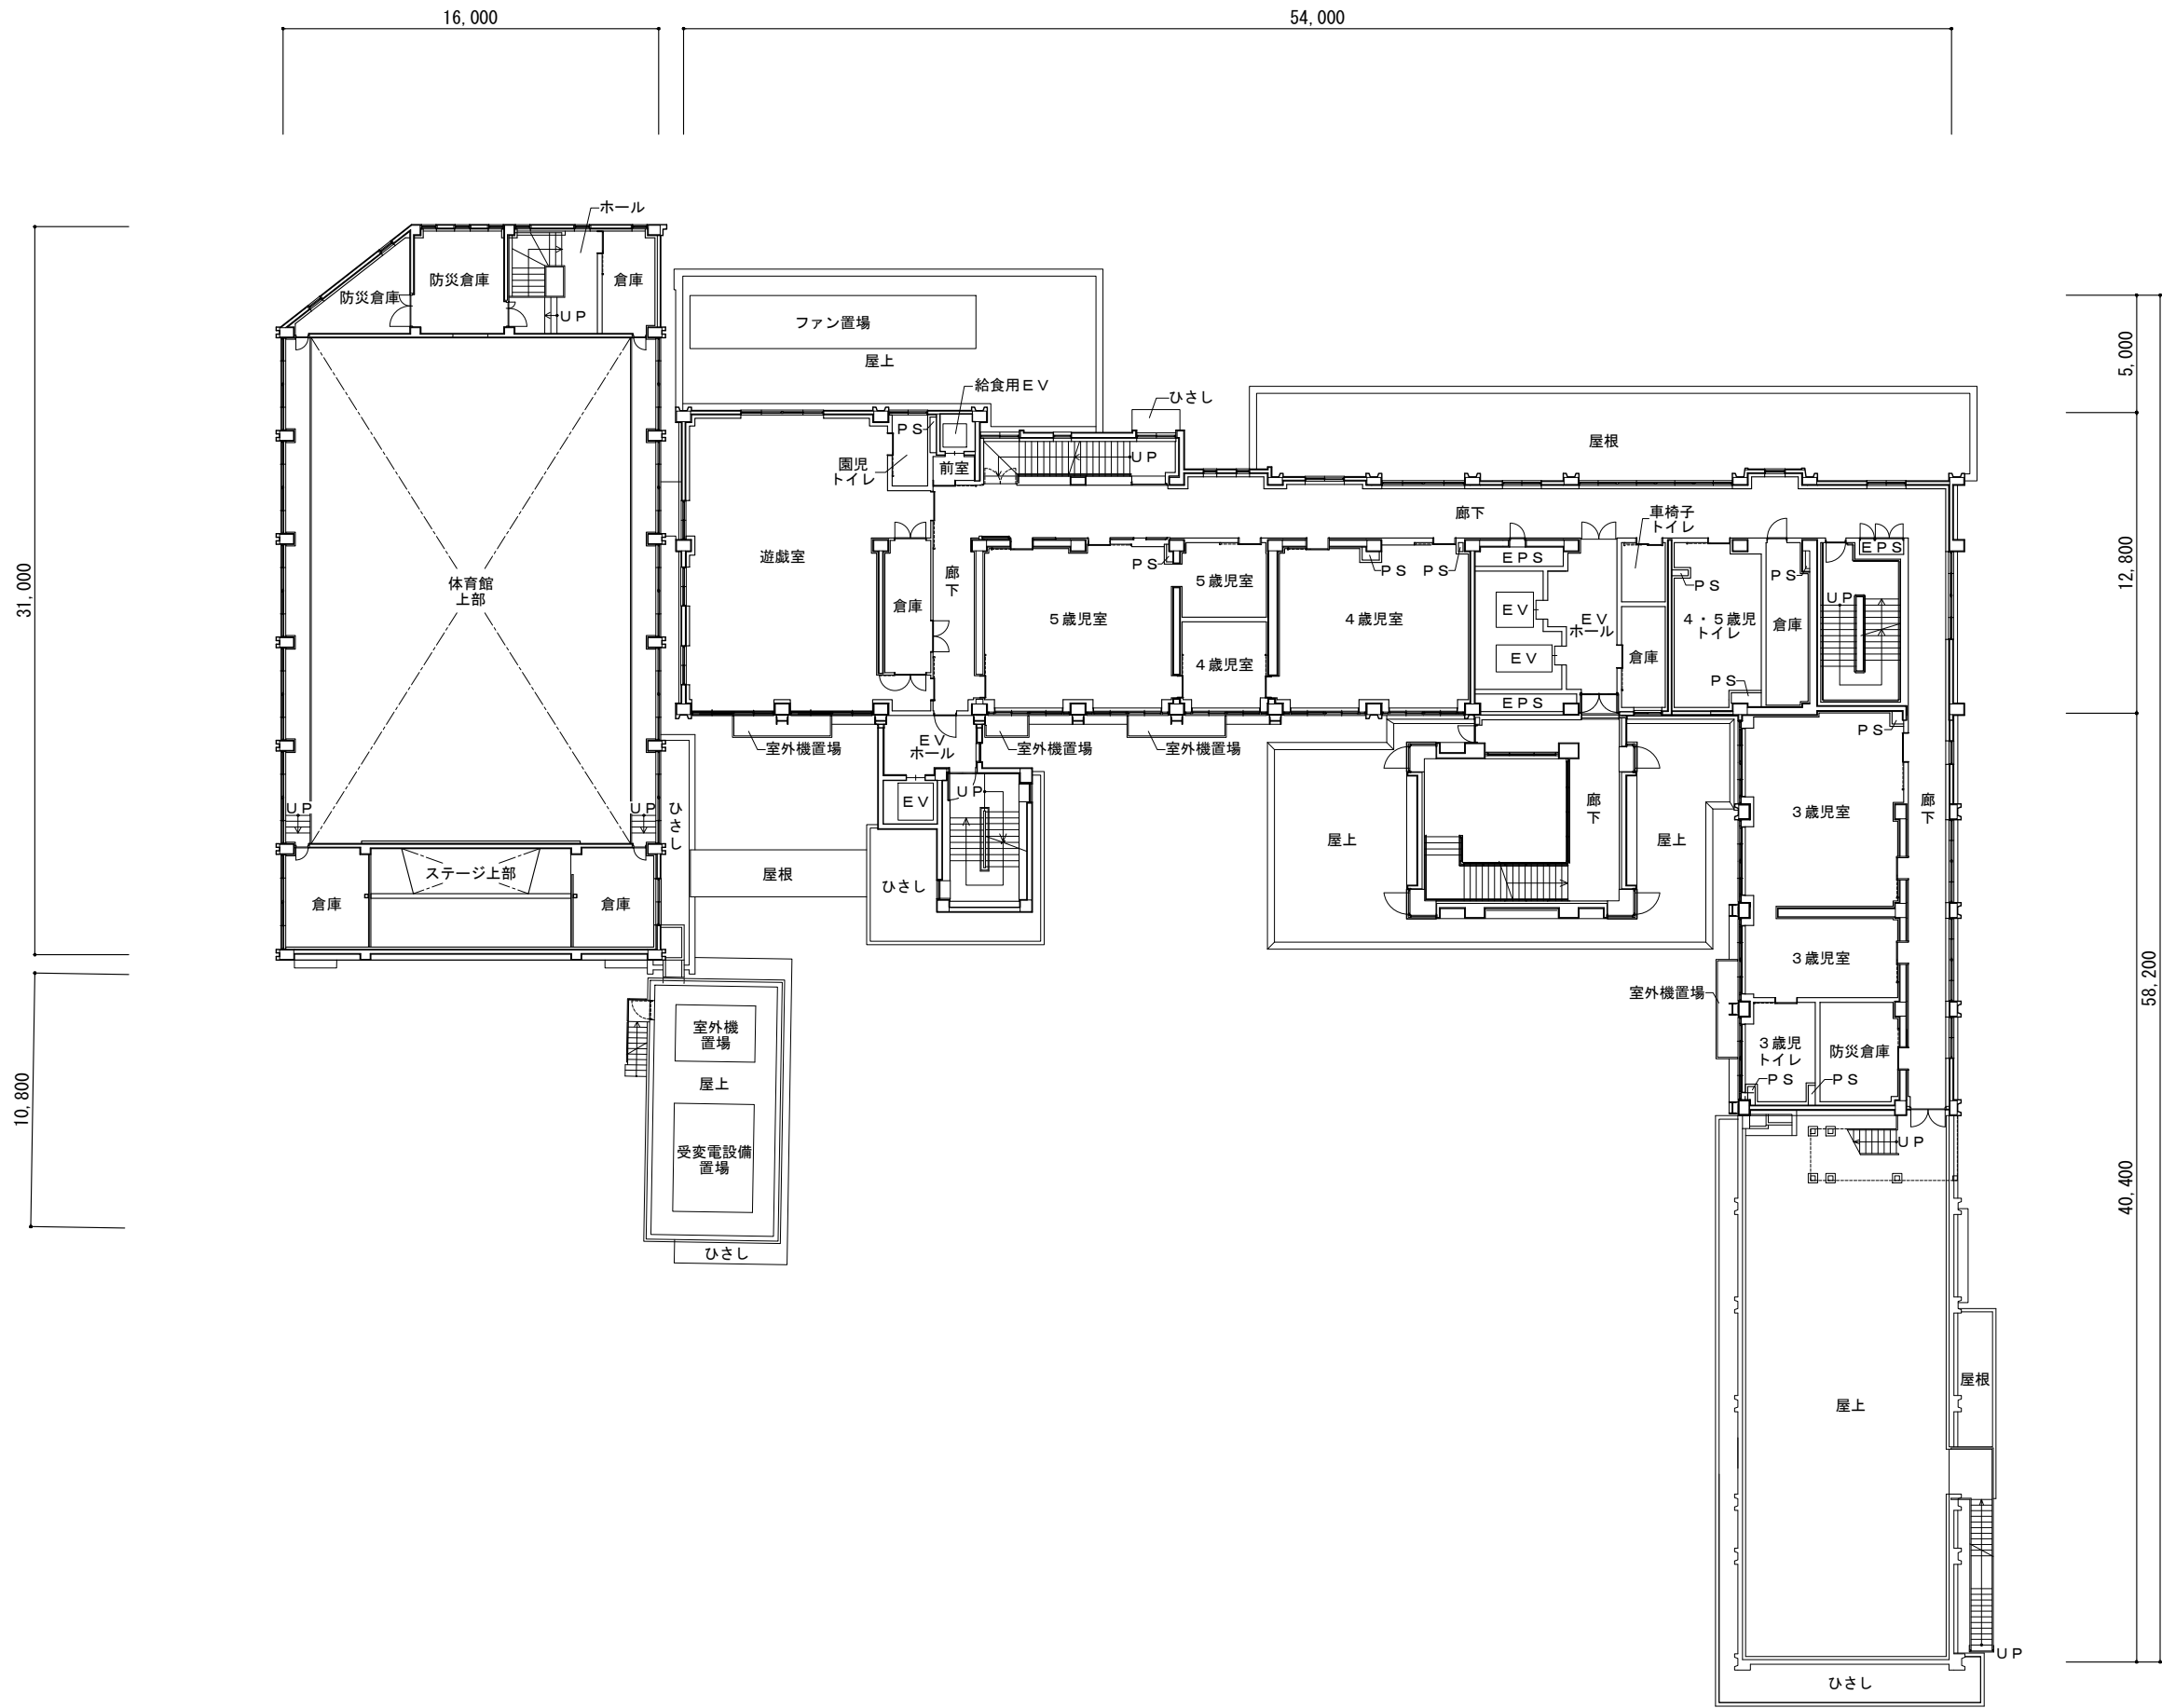 16,000
54,000
ホール
防災倉庫
防災倉庫
倉庫
UP
31,000
ファン置場
屋上
5,000
給食用EV
ひさし
PS
園児
トイレ
前室
UP
屋根
廊下
車椅子
トイレ
遊戯室
倉庫
廊
下
PS
5歳児室
5歳児室
4歳児室
PS
PS
4歳児室
EPS
EV
EV
EPS
EV
ホール
倉庫
PS
4・5歳児
トイレ
PS
PS
倉庫
EPS
UP
12,800
体育館
上部
室外機置場
EV
ホール
室外機置場
室外機置場
PS
UP
UP
ひ
さ
し
EV
UP
屋上
廊
下
屋上
3歳児室
廊
下
ステージ上部
倉庫
倉庫
屋根
ひさし
3歳児室
58,200
室外機置場
10,800
室外機
置場
屋上
受変電設備
置場
ひさし
3歳児
トイレ
防災倉庫
PS
PS
UP
40,400
屋根
屋上
UP
ひさし